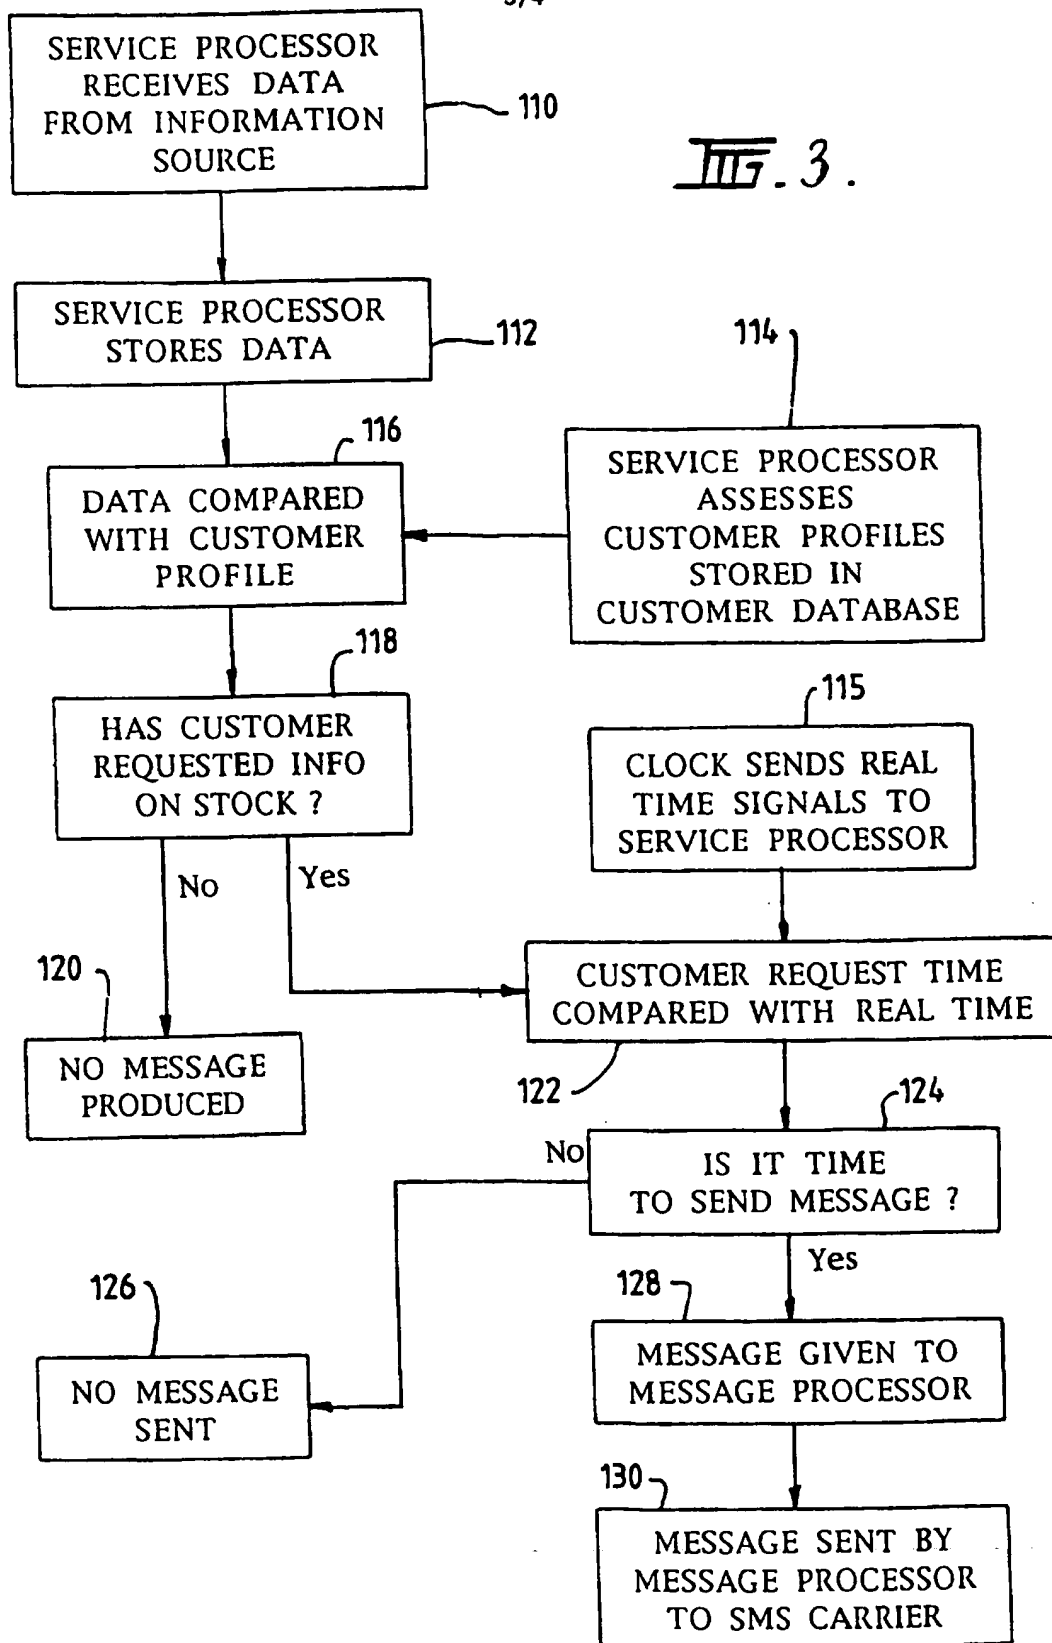 SERVICE PROCESSOR
RECEIVES DATA
FROM INFORMATION
SOURCE
110
FIG. 3.
SERVICE PROCESSOR
STORES DATA
112
114
116
DATA COMPARED
WITH CUSTOMER
PROFILE
SERVICE PROCESSOR
ASSESSES
CUSTOMER PROFILES
STORED IN
CUSTOMER DATABASE
118
HAS CUSTOMER
REQUESTED INFO
ON STOCK ?
115
CLOCK SENDS REAL
TIME SIGNALS TO
SERVICE PROCESSOR
No
Yes
120
NO MESSAGE
PRODUCED
CUSTOMER REQUEST TIME
COMPARED WITH REAL TIME
122
124
No
IS IT TIME
TO SEND MESSAGE ?
Yes
126
NO MESSAGE
SENT
128
MESSAGE GIVEN TO
MESSAGE PROCESSOR
130
MESSAGE SENT BY
MESSAGE PROCESSOR
TO SMS CARRIER